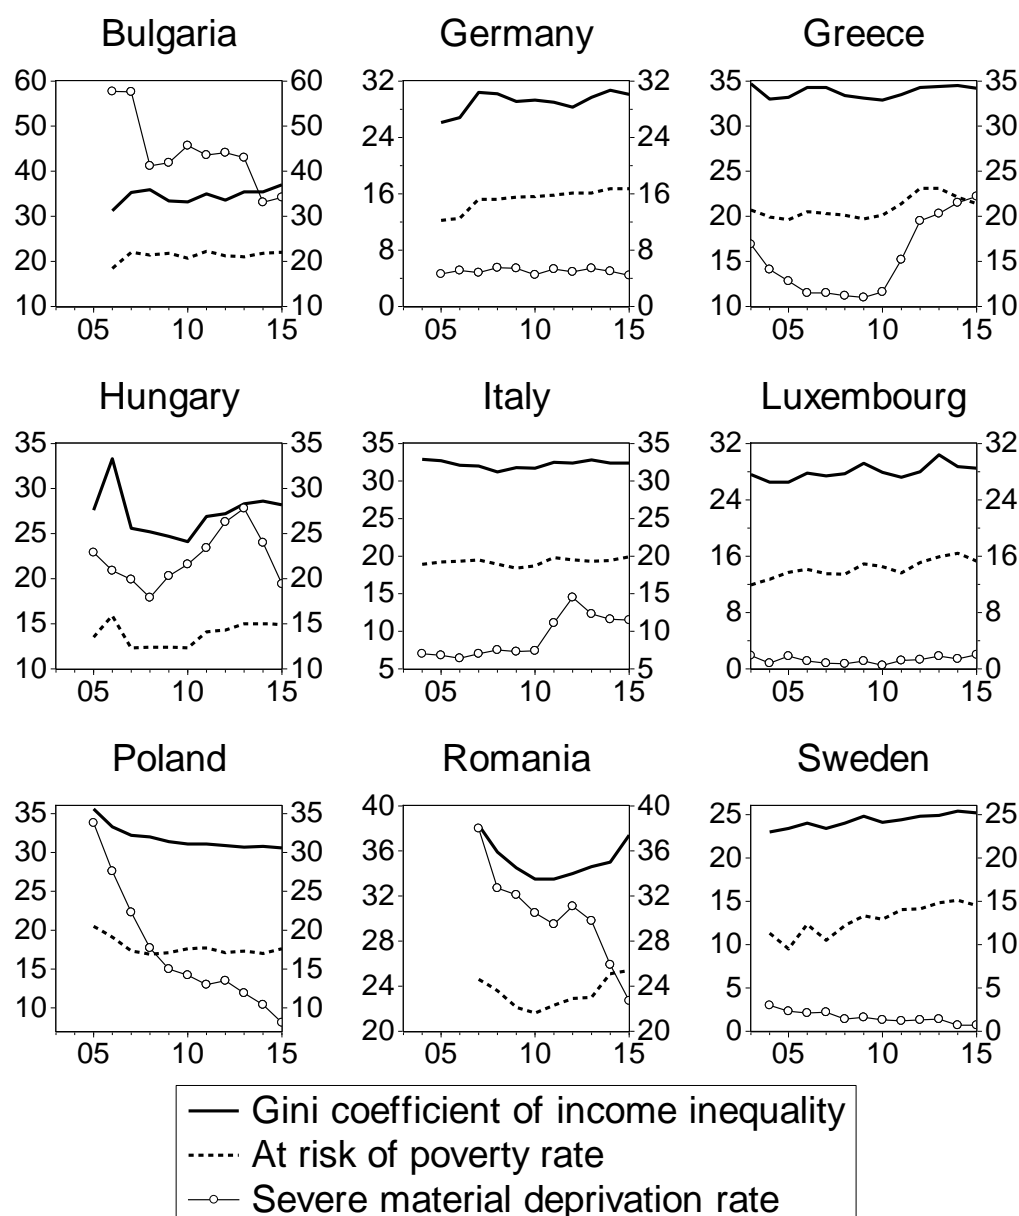 Bulgaria Germany Greece
60 60 32 32 35 35
50 50 30 30
40 40 24 24 25 25
30 30 16 16 20 20
20 20 8 8 15 15
10 10 0 0 10 10
05 10 15 05 10 15 05 10 15
Hungary Italy Luxembourg
35 35 35 35 32 32
30 30 30 30
25 25 25 25 24 24
20 20 20 20 16 16
15 15 15 15 8 8
10 10 10 10
5 5 0 0
05 10 15 05 10 15 05 10 15
Poland Romania Sweden
35 35 40 40 25 25
30 30 36 36 20 20
25 25 32 32 15 15
20 20 28 28 10 10
15 15 24 24 5 5
10 10 20 20 0 0
05 10 15 05 10 15 05 10 15
Gini coefficient of income inequality
At risk of poverty rate
Severe material deprivation rate